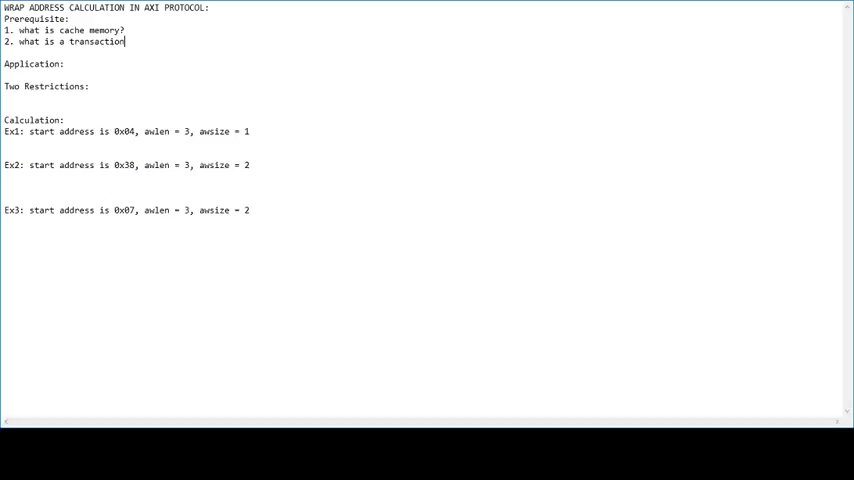 WRAP ADDRESS CALCULATION IN AXI PROTOCOL:
Prerequisite:
1. what is cache memory?
2. what is a transaction
Application:
Two Restrictions:
Calculation:
Ex1: start address is 0x04, awlen = 3, awsize = 1
Ex2: start address is 0x38, awlen = 3, awsize = 2
Ex3: start address is 0x07, awlen = 3, awsize = 2